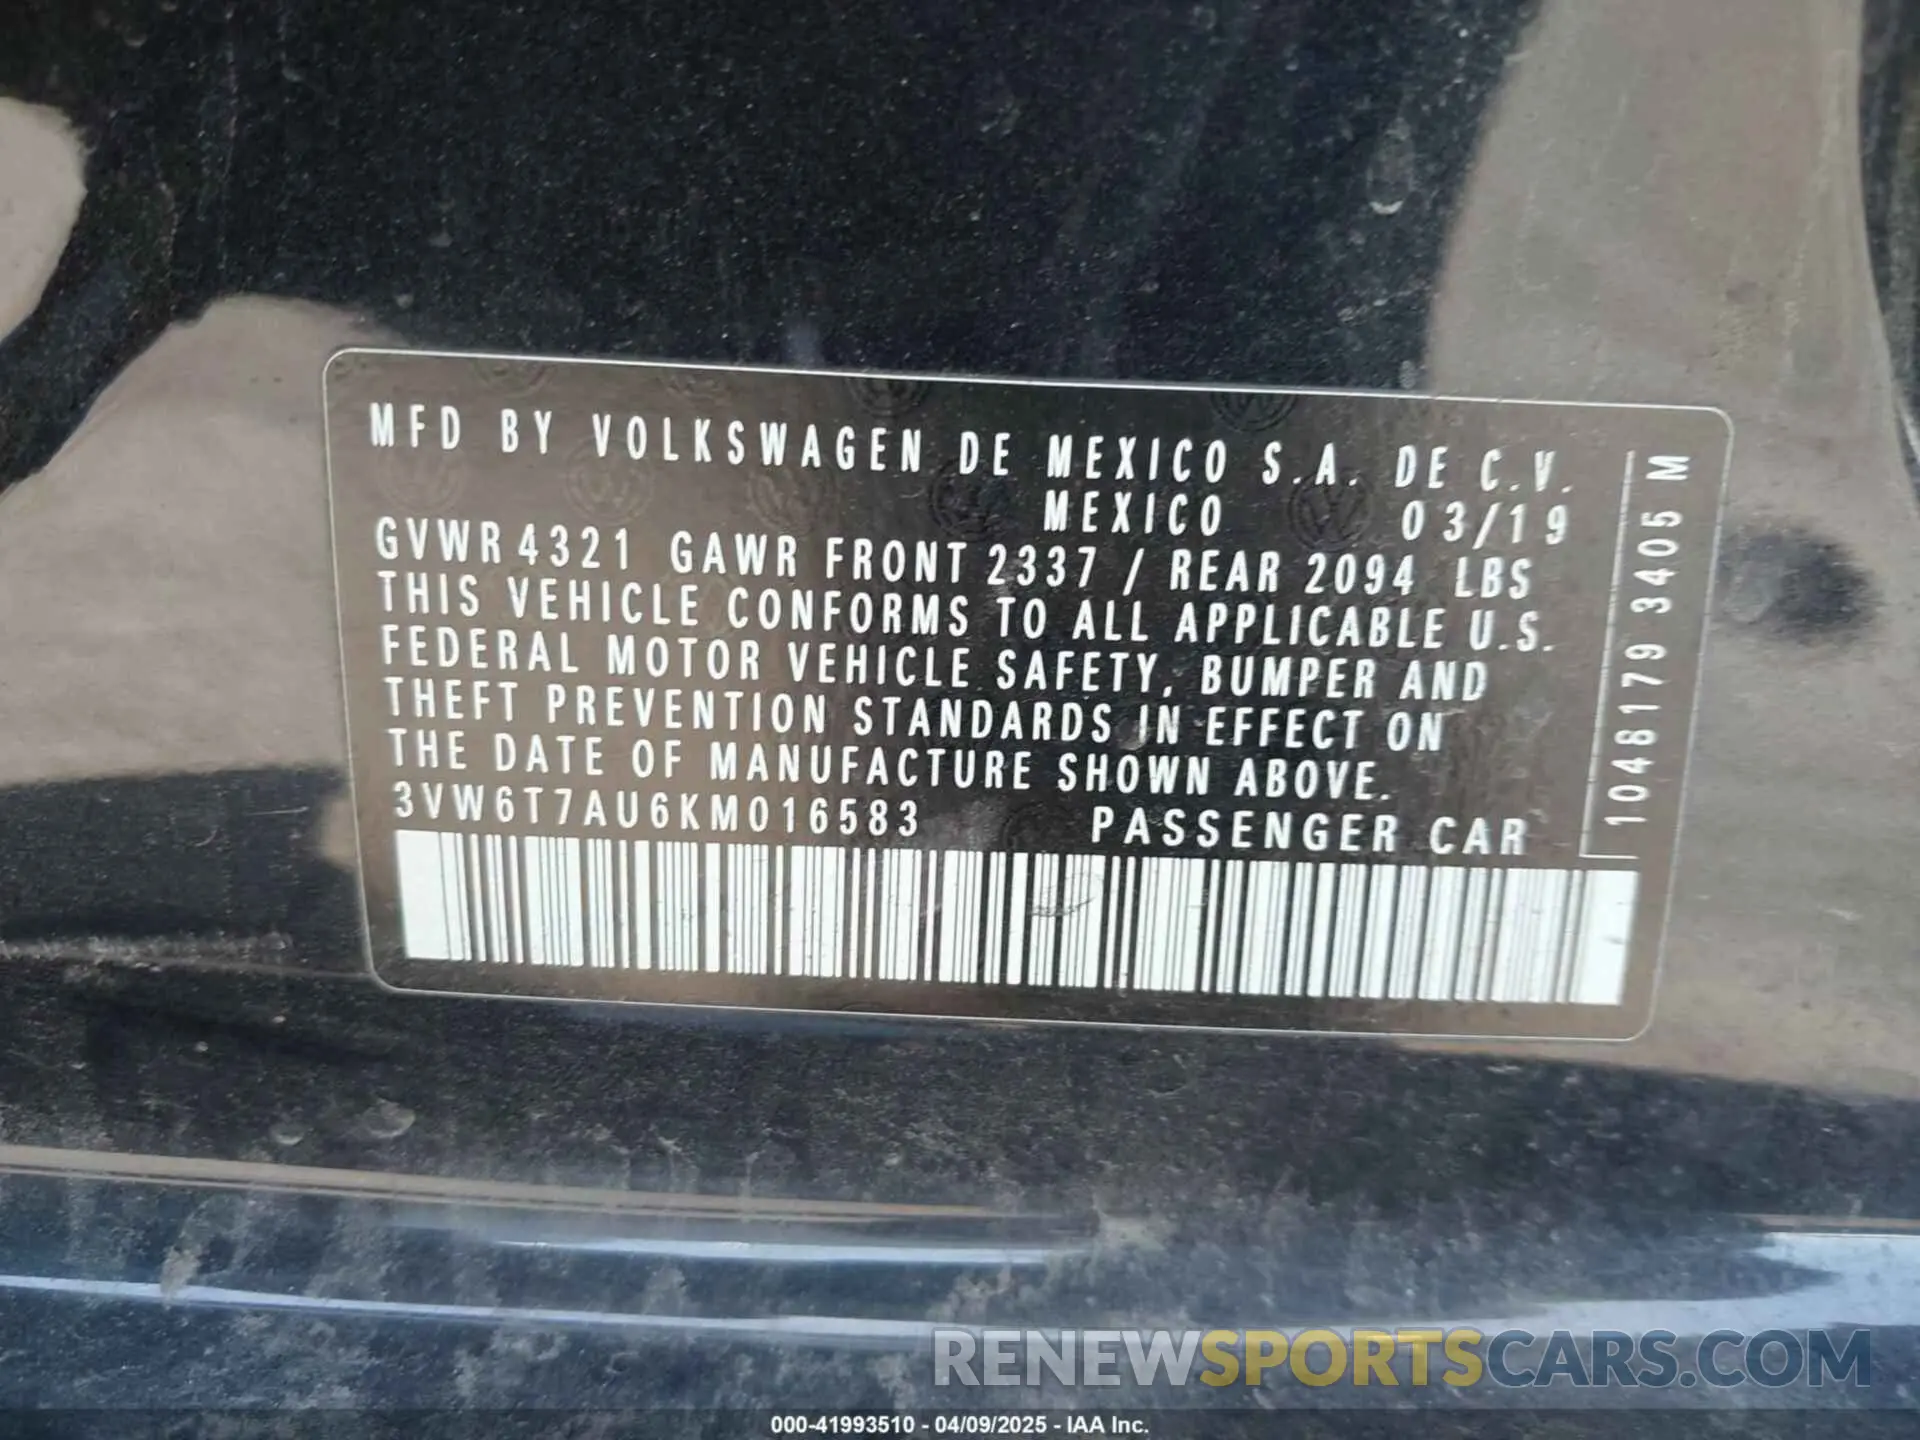 MFD BY VOLKSWAGEN DE MEXICO S.A. DE C.V.
MEXICO 03/19
GVWR 4321 GAWR FRONT 2337 / REAR 2094 LBS
THIS VEHICLE CONFORMS TO ALL APPLICABLE U.S.
FEDERAL MOTOR VEHICLE SAFETY, BUMPER AND
THEFT PREVENTION STANDARDS IN EFFECT ON
THE DATE OF MANUFACTURE SHOWN ABOVE.
3VW6T7AU6KM016583 PASSENGER CAR
1048179 3405 M
RENEWSPORTSCARS.COM
000-41993510 - 04/09/2025 - IAA Inc.